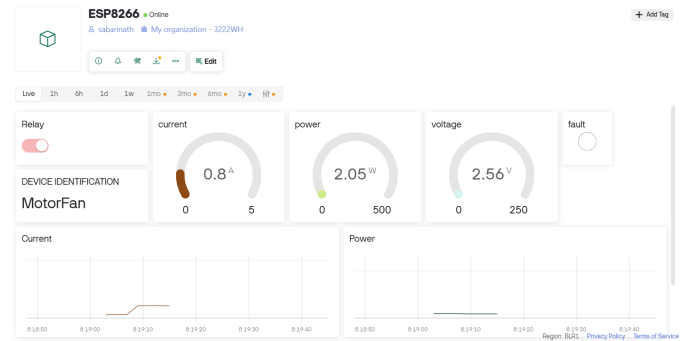 ESP8266 Online
+ Add Tag
sabarinath My organization - 3222WH
Edit
Live 1h 6h 1d 1w 1mo 3mo 6mo 1y
Relay
current
0.8 A
0 5
power
2.05 W
0 500
voltage
2.56 V
0 250
fault
DEVICE IDENTIFICATION
MotorFan
Current
8:18:50 8:19:00 8:19:10 8:19:20 8:19:30 8:19:40
Power
8:18:50 8:19:00 8:19:10 8:19:20 8:19:30 8:19:40
Region: BLR1 Privacy Policy Terms of Service